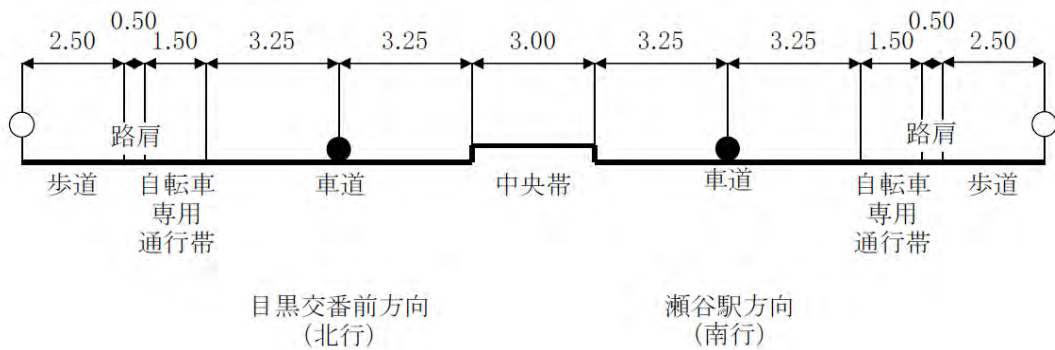 0.50
0.50
2.50
1.50
3.25
3.25
3.00
3.25
3.25
1.50
2.50
路肩
路肩
歩道
自転車
専用
通行帯
車道
中央帯
車道
自転車
専用
通行帯
歩道
目黒交番前方向
(北行)
瀬谷駅方向
(南行)